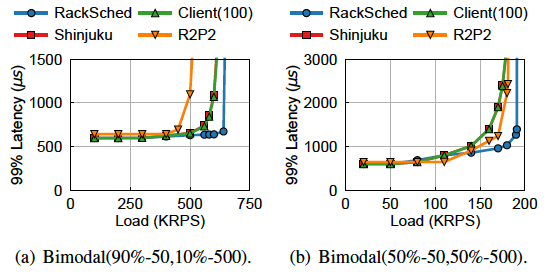 RackSched Client(100)
Shinjuku R2P2
RackSched Client(100)
Shinjuku R2P2
99% Latency (μs)
1500
1000
500
0
0 250 500 750
Load (KRPS)
99% Latency (μs)
3000
2000
1000
0
0 50 100 150 200
Load (KRPS)
(a) Bimodal(90%-50,10%-500).
(b) Bimodal(50%-50,50%-500).